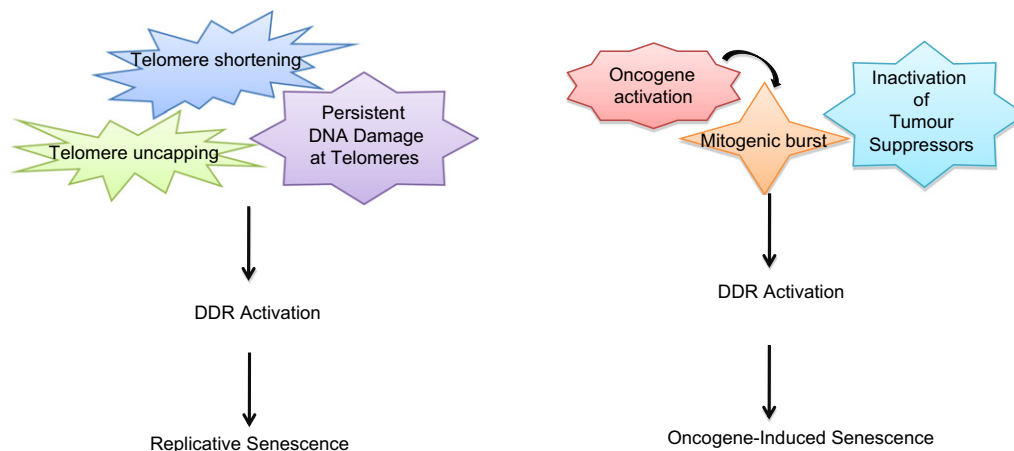 Telomere shortening
Persistent
DNA Damage
at Telomeres
Telomere uncapping
DDR Activation
Replicative Senescence
Oncogene
activation
Mitogenic burst
Inactivation
of
Tumour
Suppressors
DDR Activation
Oncogene-Induced Senescence